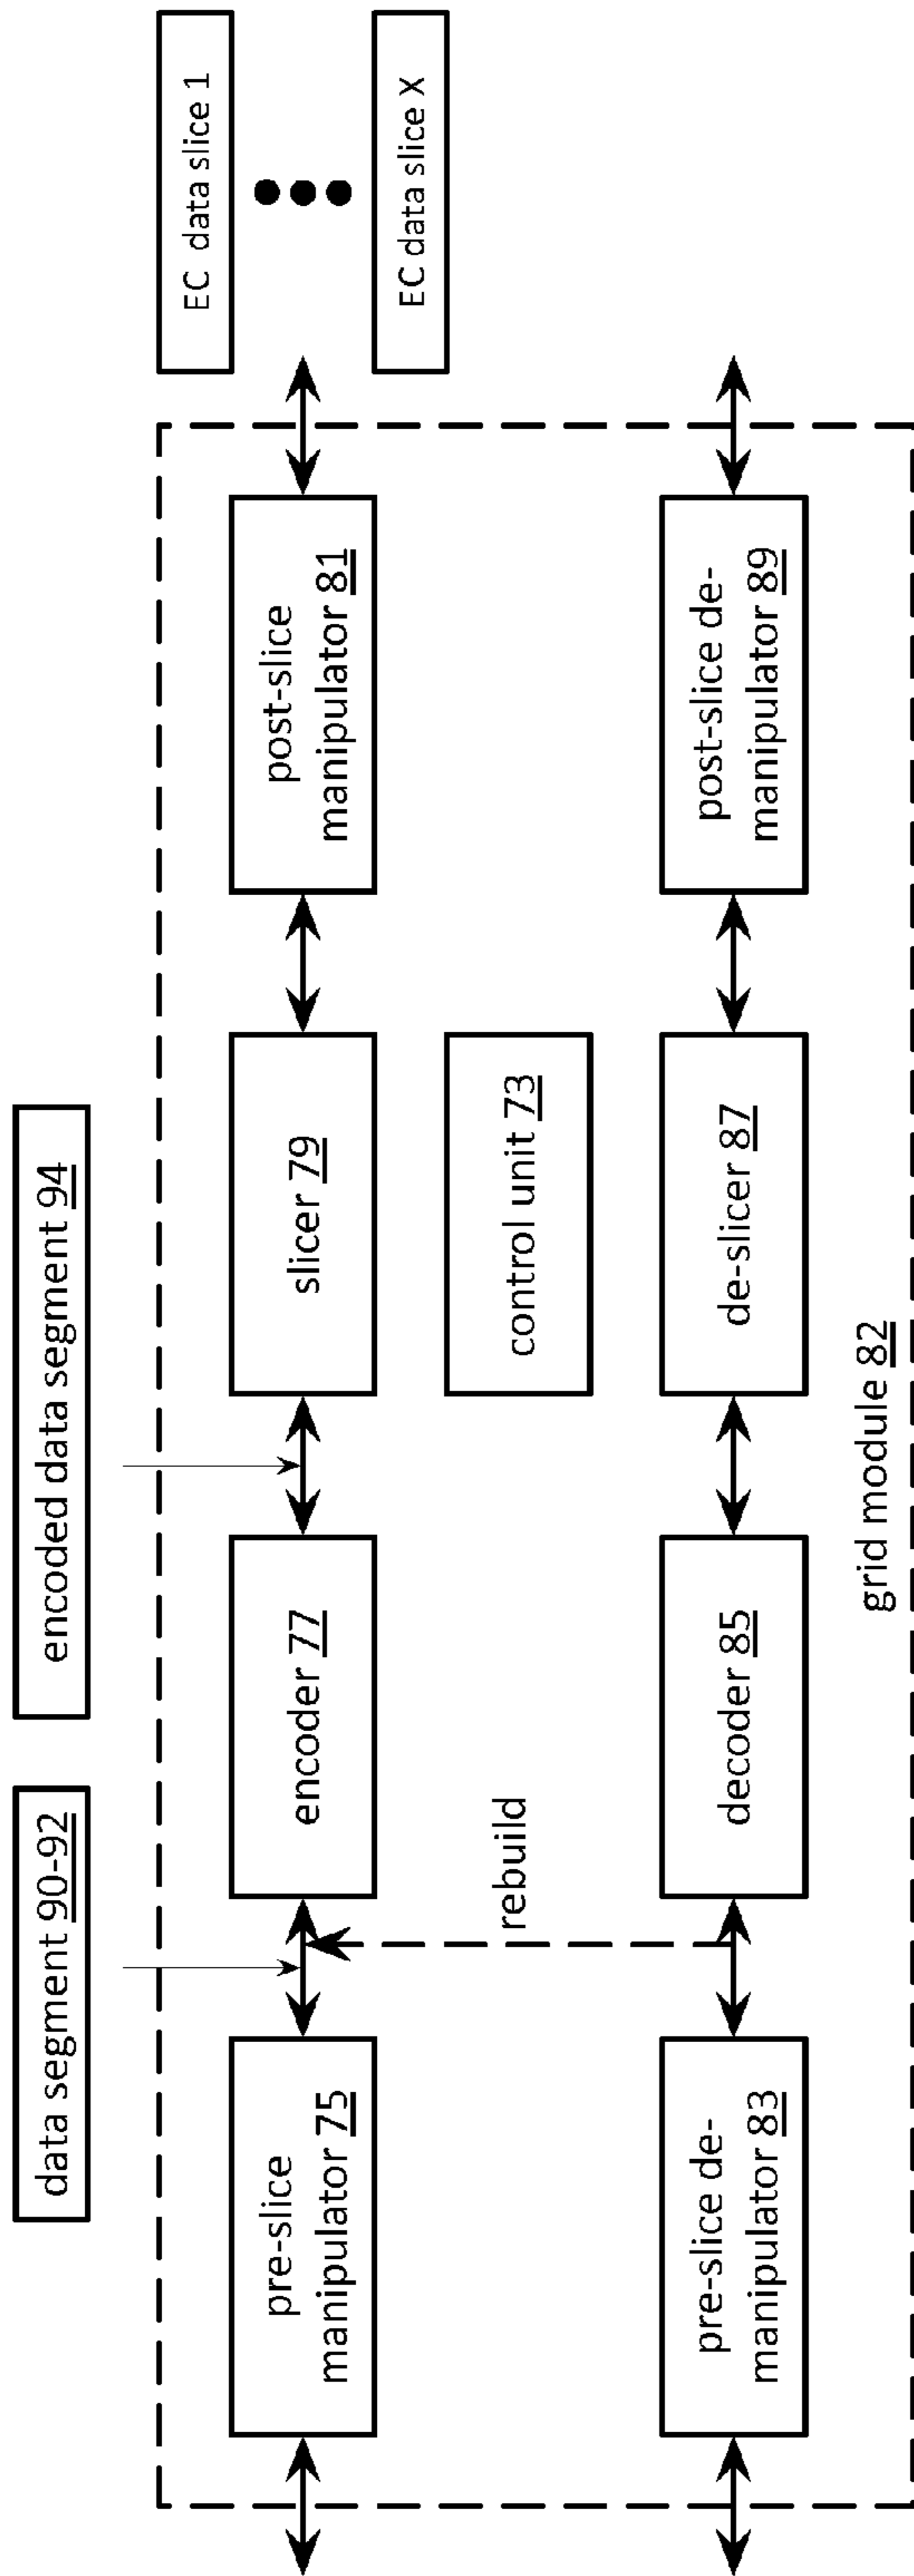 data segment 90-92
encoded data segment 94
pre-slice
manipulator 75
encoder 77
slicer 79
post-slice
manipulator 81
EC data slice 1
EC data slice X
rebuild
control unit 73
pre-slice de-
manipulator 83
decoder 85
de-slicer 87
post-slice de-
manipulator 89
grid module 82